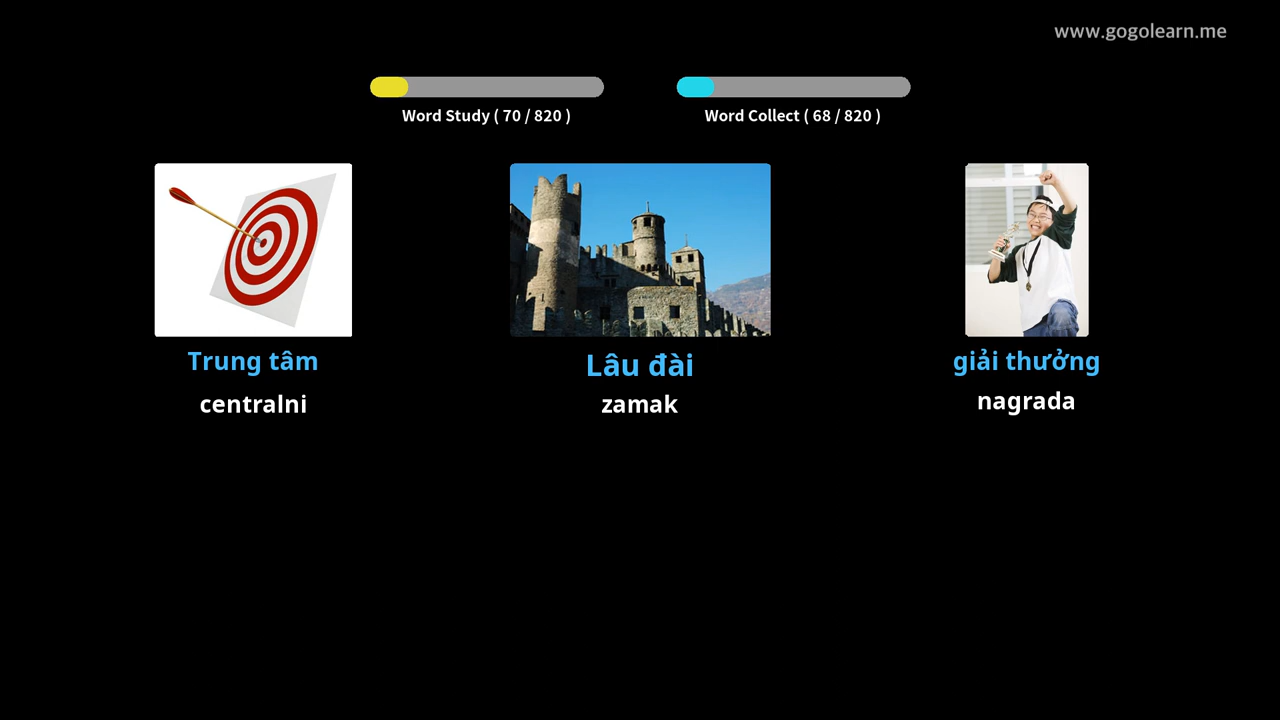 www.gogolearn.me
Word Study ( 70 / 820 )
Word Collect ( 68 / 820 )
Trung tâm
centralni
Lâu đài
zamak
giải thưởng
nagrada